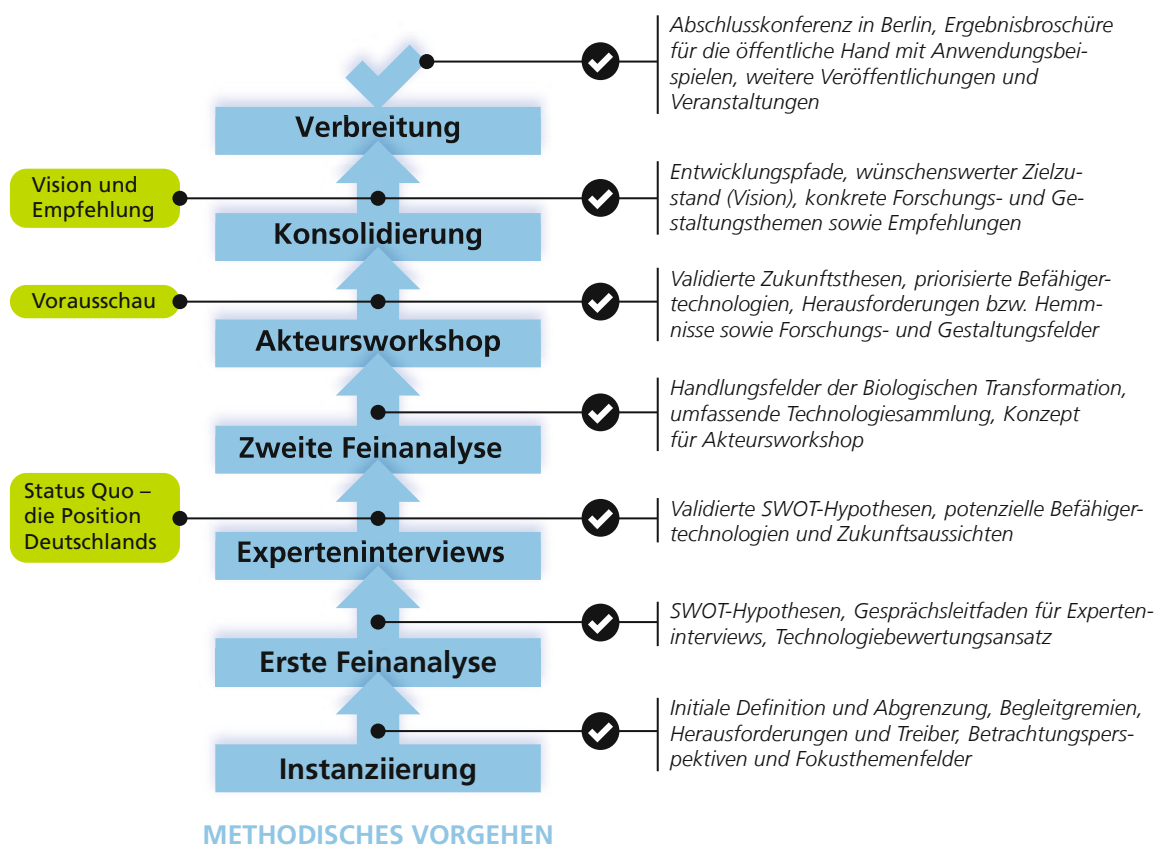 Abschlusskonferenz in Berlin, Ergebnisbroschüre
für die öffentliche Hand mit Anwendungsbei-
spielen, weitere Veröffentlichungen und
Veranstaltungen
Verbreitung
Vision und
Empfehlung
Entwicklungspfade, wünschenswerter Zielzu-
stand (Vision), konkrete Forschungs- und Ge-
staltungsthemen sowie Empfehlungen
Konsolidierung
Vorausschau
Validierte Zukunftsthesen, priorisierte Befähiger-
technologien, Herausforderungen bzw. Hemm-
nisse sowie Forschungs- und Gestaltungsfelder
Akteursworkshop
Handlungsfelder der Biologischen Transformation,
umfassende Technologiesammlung, Konzept
für Akteursworkshop
Zweite Feinanalyse
Status Quo –
die Position
Deutschlands
Validierte SWOT-Hypothesen, potenzielle Befähiger-
technologien und Zukunftsaussichten
Experteninterviews
SWOT-Hypothesen, Gesprächsleitfaden für Experten-
interviews, Technologiebewertungsansatz
Erste Feinanalyse
Initiale Definition und Abgrenzung, Begleitgremien,
Herausforderungen und Treiber, Betrachtungspers-
pektiven und Fokusthemenfelder
Instanziierung
METHODISCHES VORGEHEN